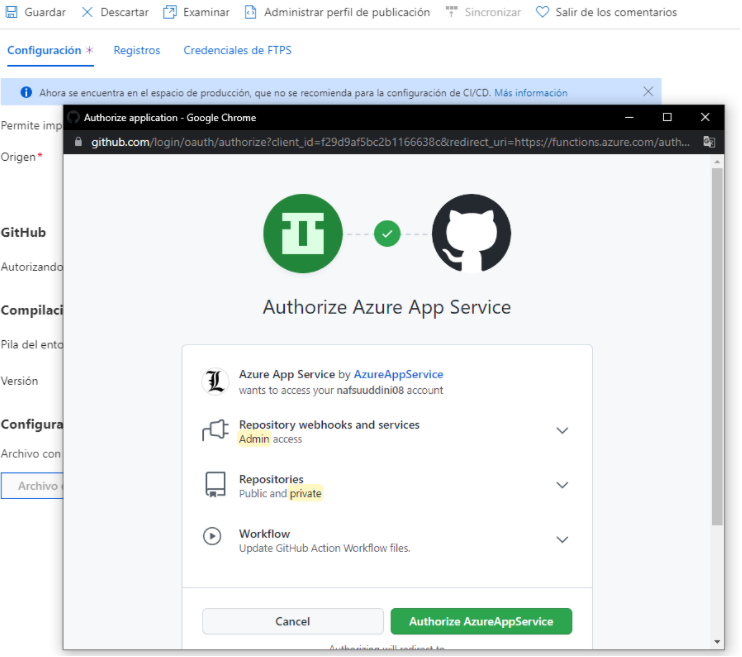 Guardar Descartar Examinar Administrar perfil de publicación Sincronizar Salir de los comentarios
Configuración * Registros Credenciales de FTPS
Ahora se encuentra en el espacio de producción, que no se recomienda para la configuración de CI/CD. Más información
Authorize application - Google Chrome
Permite imp
github.com/login/oauth/authorize?client_id=f29d9af5bc2b1166638c&redirect_uri=https://functions.azure.com/auth...
Origen*
GitHub
Autorizando
Authorize Azure App Service
Compilaci
Pila del ento
Azure App Service by AzureAppService
wants to access your nafsuuddini08 account
Versión
Configura
Repository webhooks and services
Admin access
Archivo con
Archivo
Repositories
Public and private
Workflow
Update GitHub Action Workflow files.
Cancel Authorize AzureAppService
Authorizing will redirect to